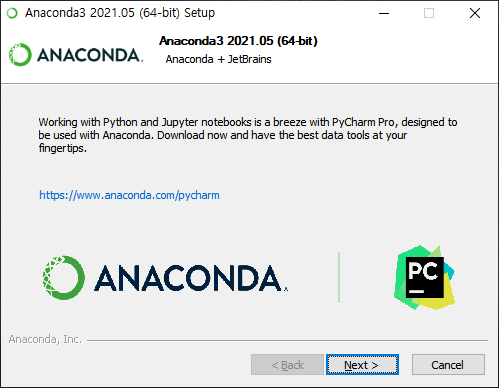 Anaconda3 2021.05 (64-bit) Setup
ANACONDA.
Anaconda3 2021.05 (64-bit)
Anaconda + JetBrains
Working with Python and Jupyter notebooks is a breeze with PyCharm Pro, designed to
be used with Anaconda. Download now and have the best data tools at your
fingertips.
https://www.anaconda.com/pycharm
ANACONDA.
PC
Anaconda, Inc.
< Back
Next >
Cancel